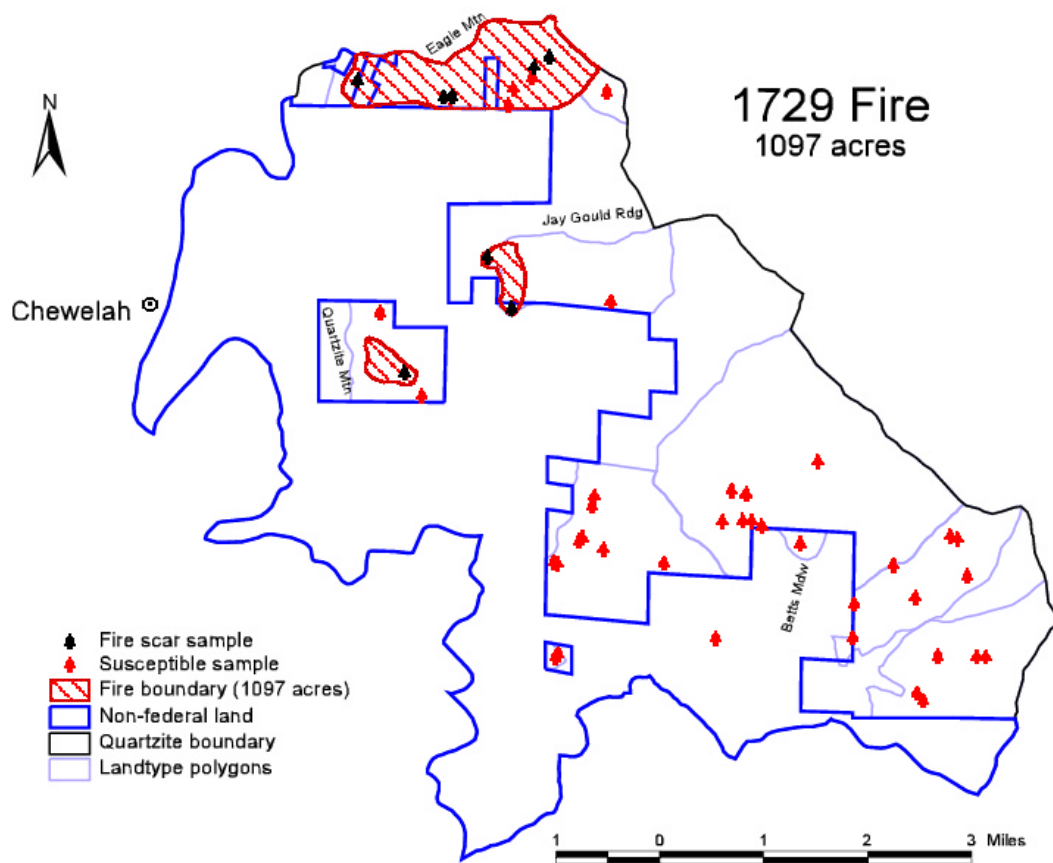 Eagle Mtn
N
1729 Fire
1097 acres
Jay Gould Rdg
Chewelah
Quartzite Mtn
Betts Mdw
Fire scar sample
Susceptible sample
Fire boundary (1097 acres)
Non-federal land
Quartzite boundary
Landtype polygons
1 0 1 2 3 Miles